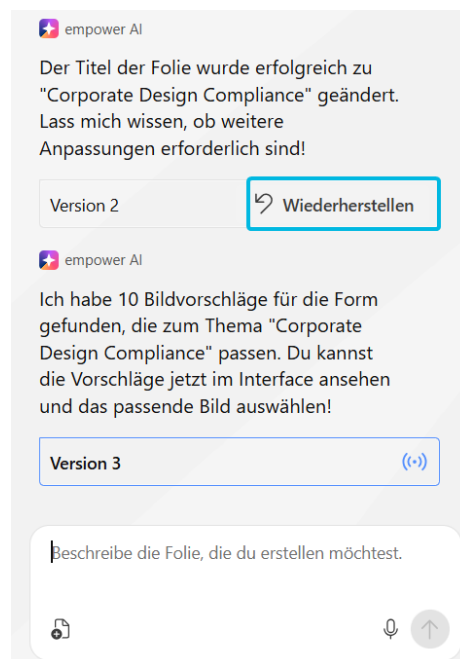 empower AI
Der Titel der Folie wurde erfolgreich zu
"Corporate Design Compliance" geändert.
Lass mich wissen, ob weitere
Anpassungen erforderlich sind!
Version 2
Wiederherstellen
empower AI
Ich habe 10 Bildvorschläge für die Form
gefunden, die zum Thema "Corporate
Design Compliance" passen. Du kannst
die Vorschläge jetzt im Interface ansehen
und das passende Bild auswählen!
Version 3
Beschreibe die Folie, die du erstellen möchtest.